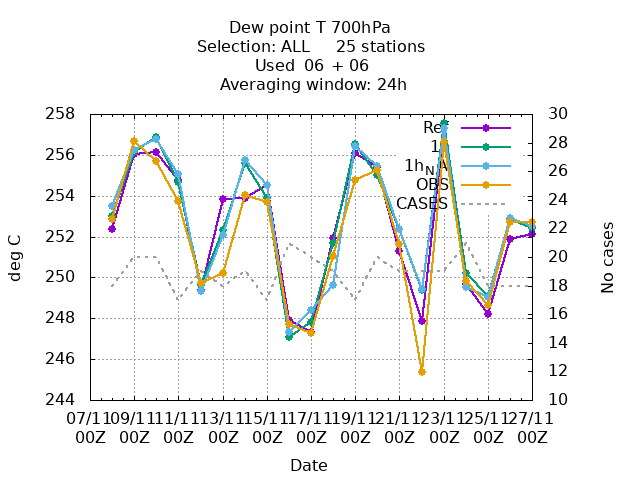 Dew point T 700hPa
Selection: ALL 25 stations
Used 06 + 06
Averaging window: 24h
258
256
254
252
250
248
246
244
deg C
30
28
26
24
22
20
18
16
14
12
10
No cases
1h_NA
OBS
CASES
07/11 09/11 11/11 13/11 15/11 17/11 19/11 21/11 23/11 25/11 27/11
00Z 00Z 00Z 00Z 00Z 00Z 00Z 00Z 00Z 00Z 00Z
Date